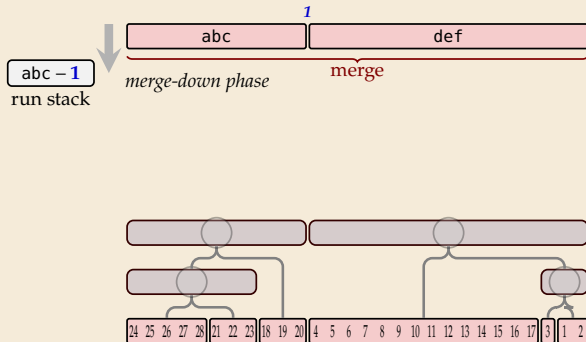 1
abc def
merge
abc – 1
run stack
merge-down phase
24 25 26 27 28 21 22 23 18 19 20 4 5 6 7 8 9 10 11 12 13 14 15 16 17 3 1 2